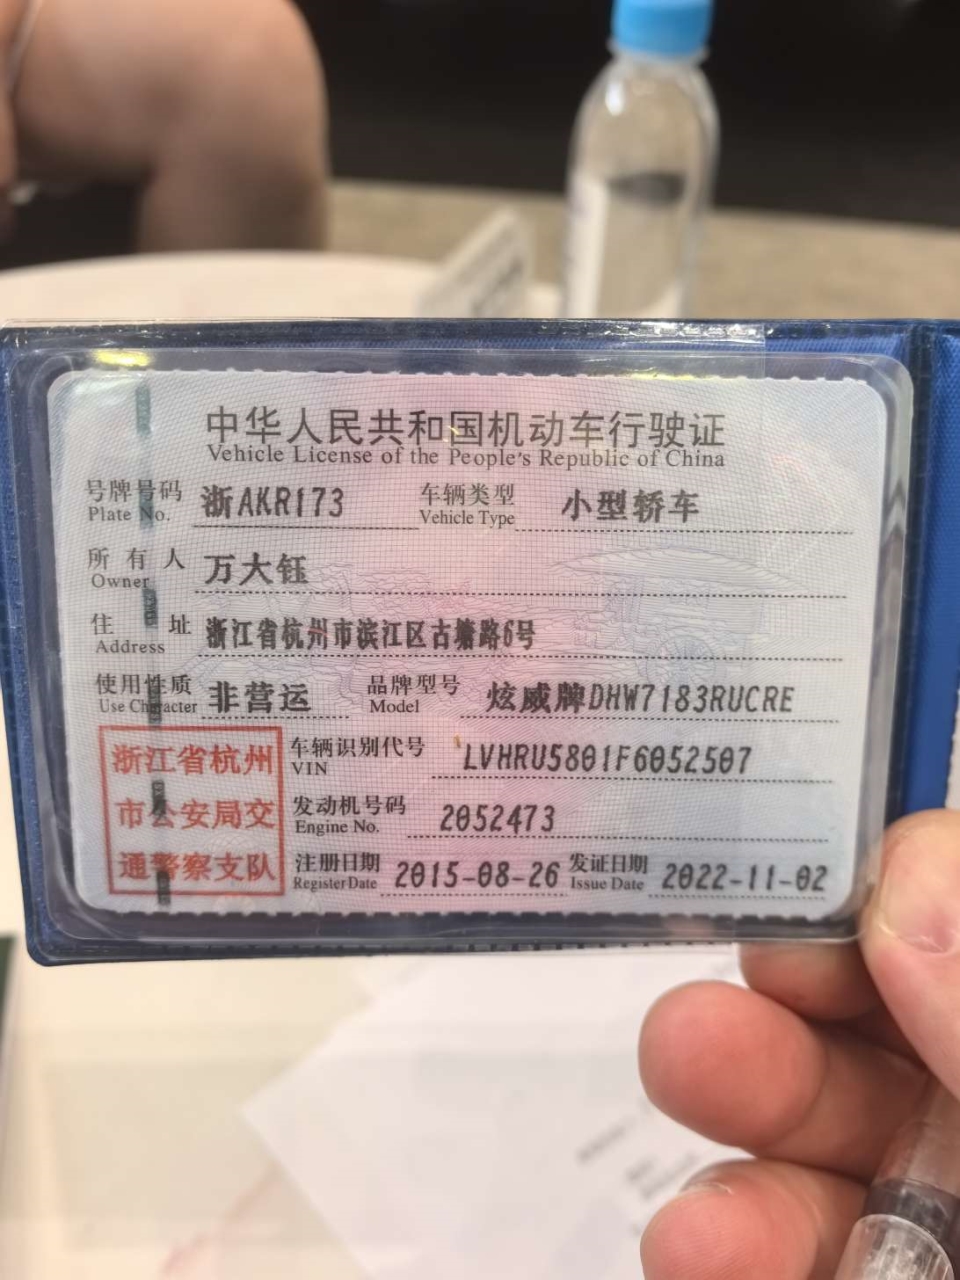 中华人民共和国机动车行驶证
Vehicle License of the People's Republic of China
号牌号码 浙AKR173 车辆类型 小型轿车
Plate No. Vehicle Type
所有人 万大钰
Owner
住址 浙江省杭州市滨江区古塘路6号
Address
使用性质 非营运 品牌型号 炫威牌DHW7183RUCRE
Use Character Model
浙江省杭州
市公安局交
通警察支队
车辆识别代号 LVHRU5801F6052507
VIN
发动机号码 2052473
Engine No.
注册日期 2015-08-26 发证日期 2022-11-02
Register Date Issue Date